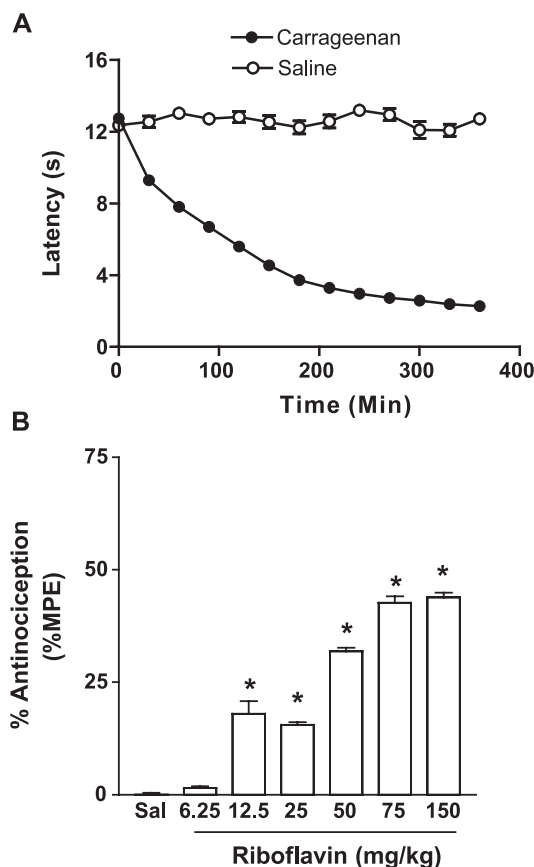 A
Carrageenan
Saline
16
12
8
4
0
Latency (s)
0 100 200 300 400
Time (Min)
B
75
50
25
0
% Antinociception
(%MPE)
* * * * *
Sal 6.25 12.5 25 50 75 150
Riboflavin (mg/kg)